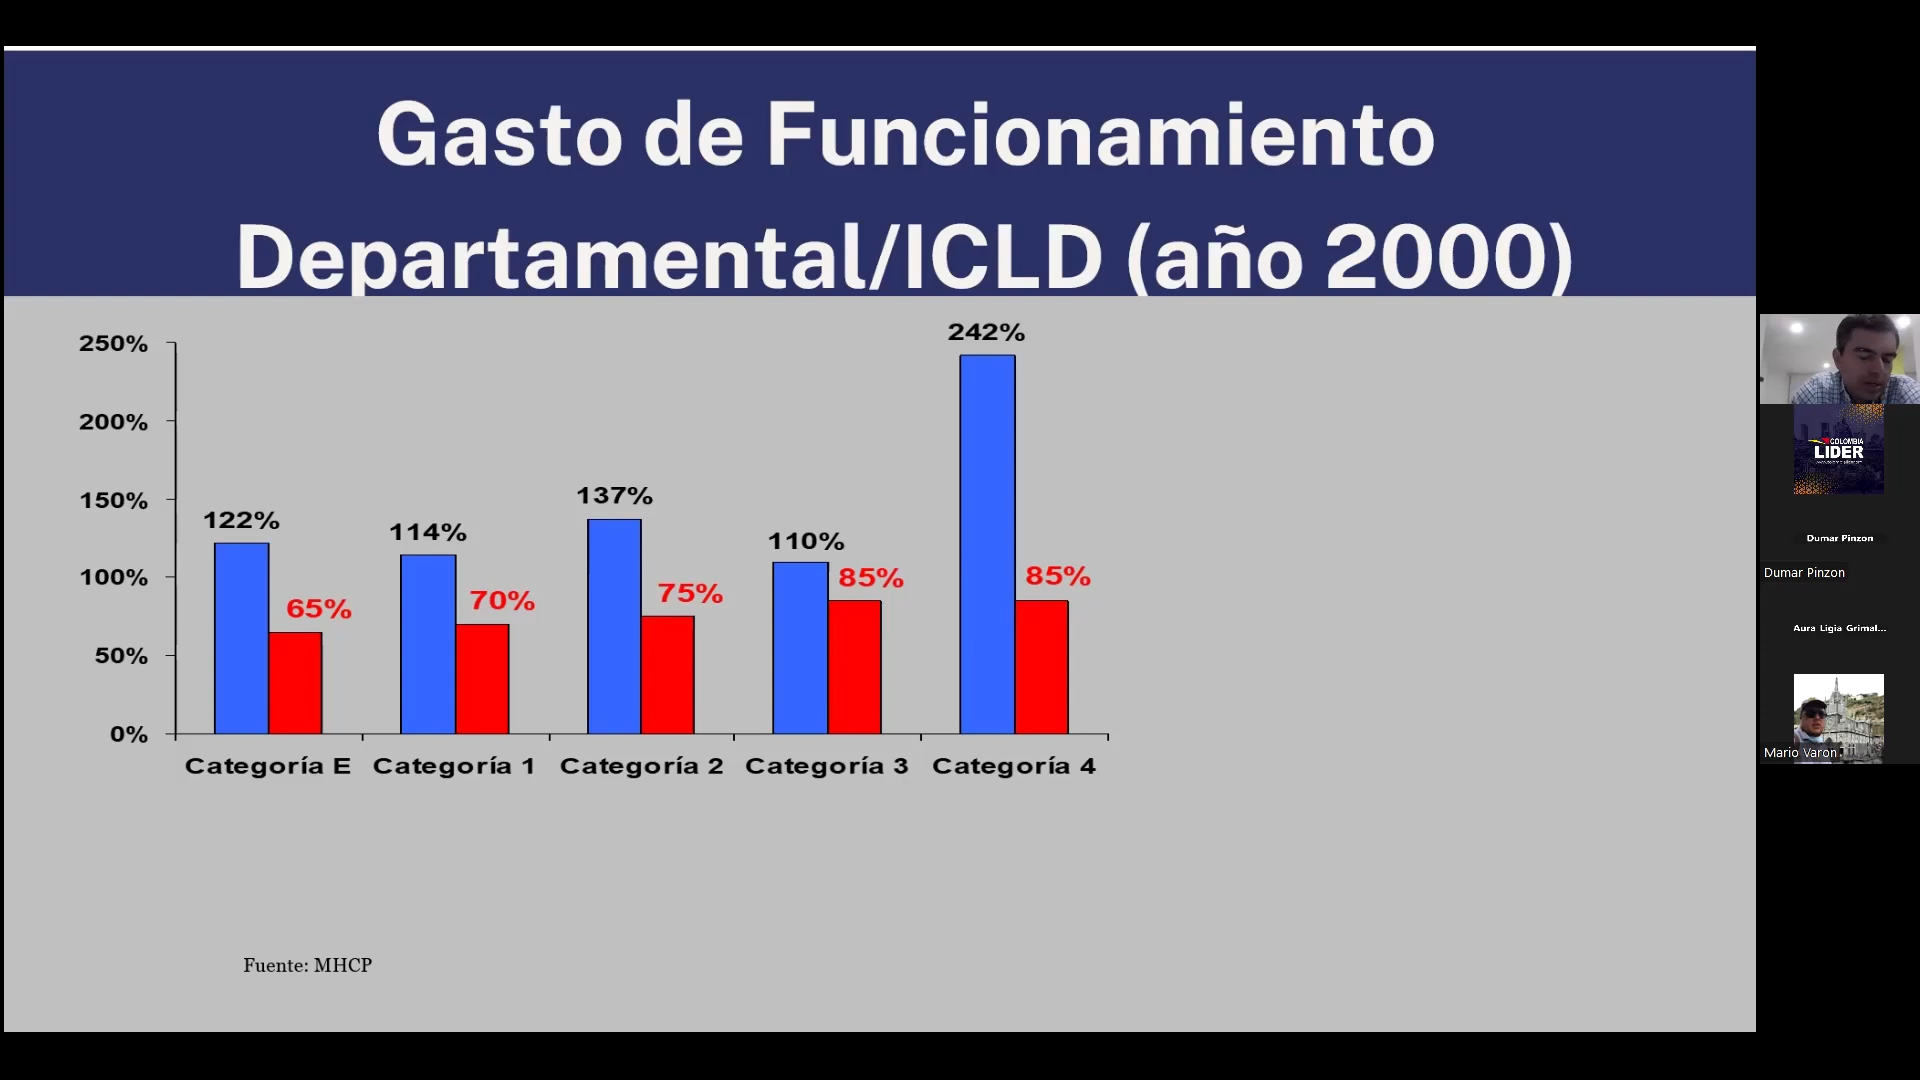 Gasto de Funcionamiento
Departamental/ICLD (año 2000)
250%
200%
150%
100%
50%
0%
122%
65%
114%
70%
137%
75%
110%
85%
242%
85%
Categoría E
Categoría 1
Categoría 2
Categoría 3
Categoría 4
Fuente: MHCP
COLOMBIA
LIDER
Dumar Pinzon
Dumar Pinzon
Aura Ligia Grimal...
Mario Varon